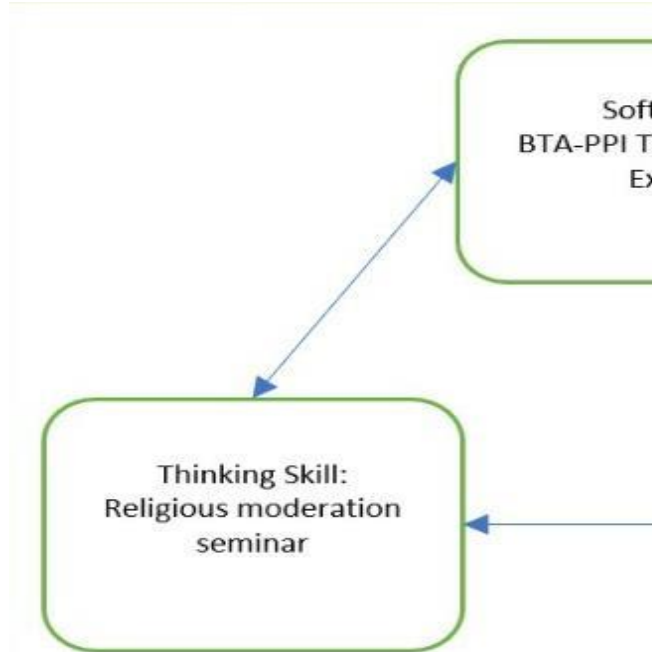 Soft
BTA-PPI T
Ex
Thinking Skill:
Religious moderation
seminar